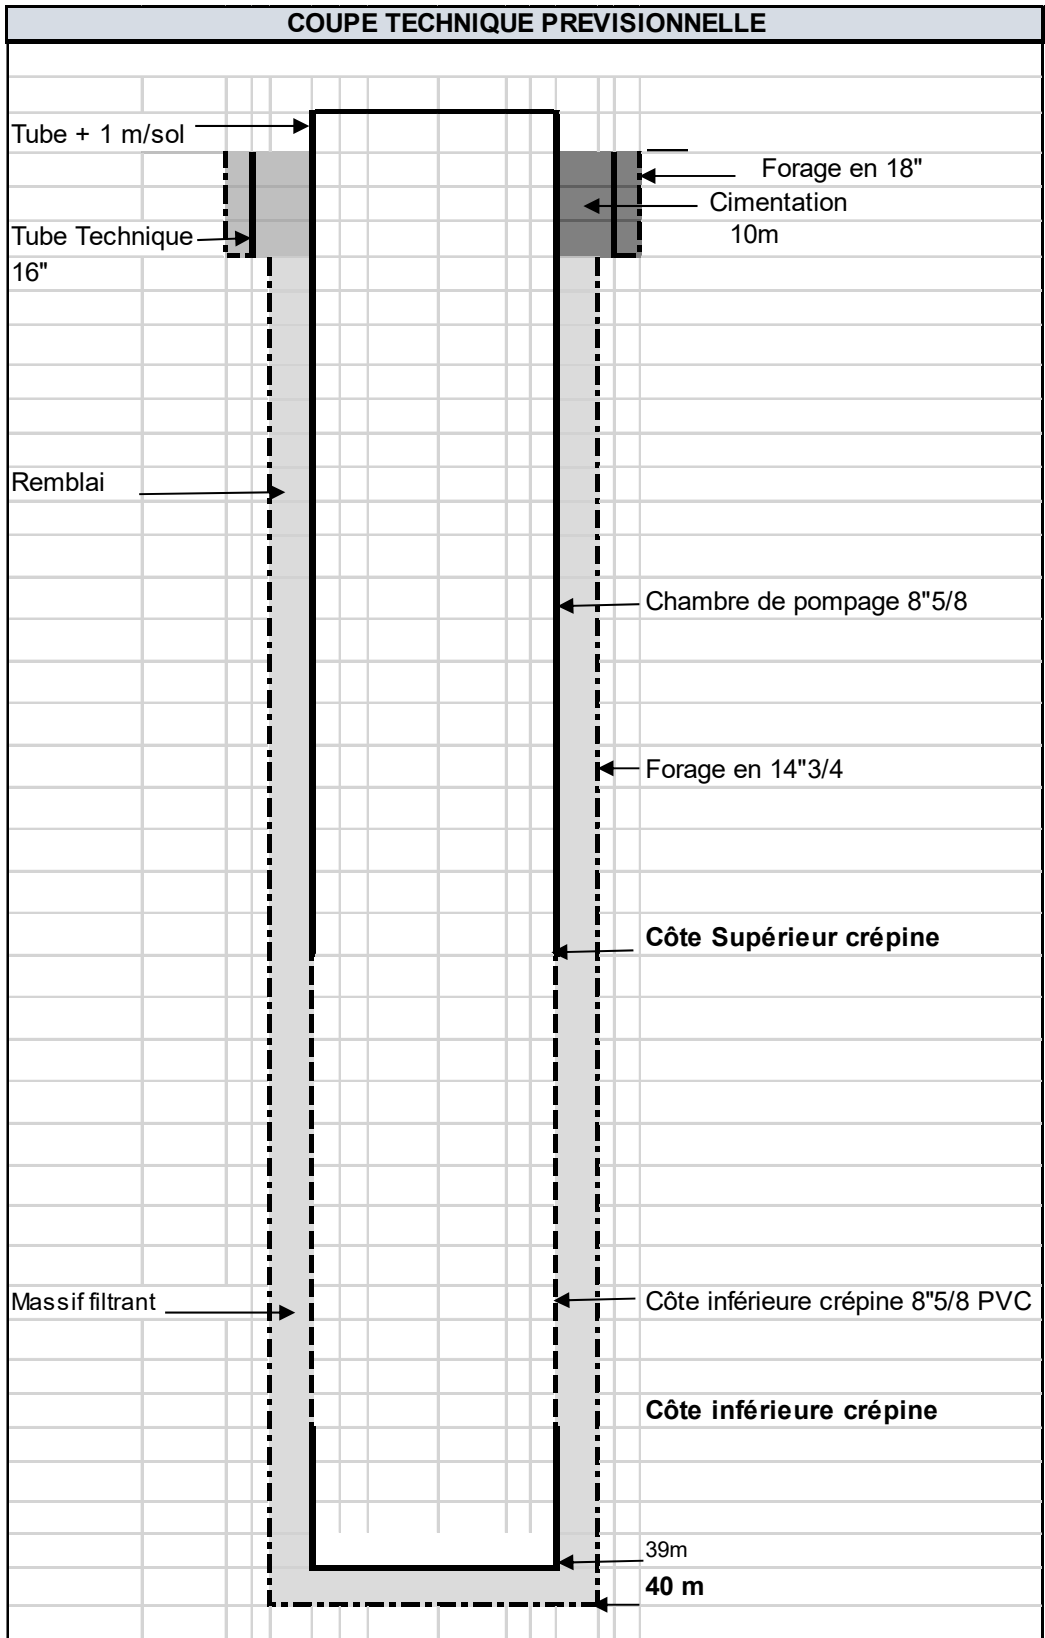 COUPE TECHNIQUE PREVISIONNELLE
Tube + 1 m/sol
Forage en 18"
Cimentation
10m
Tube Technique
16"
Remblai
Chambre de pompage 8"5/8
Forage en 14"3/4
Côte Supérieur crépine
Massif filtrant
Côte inférieure crépine 8"5/8 PVC
Côte inférieure crépine
39m
40 m